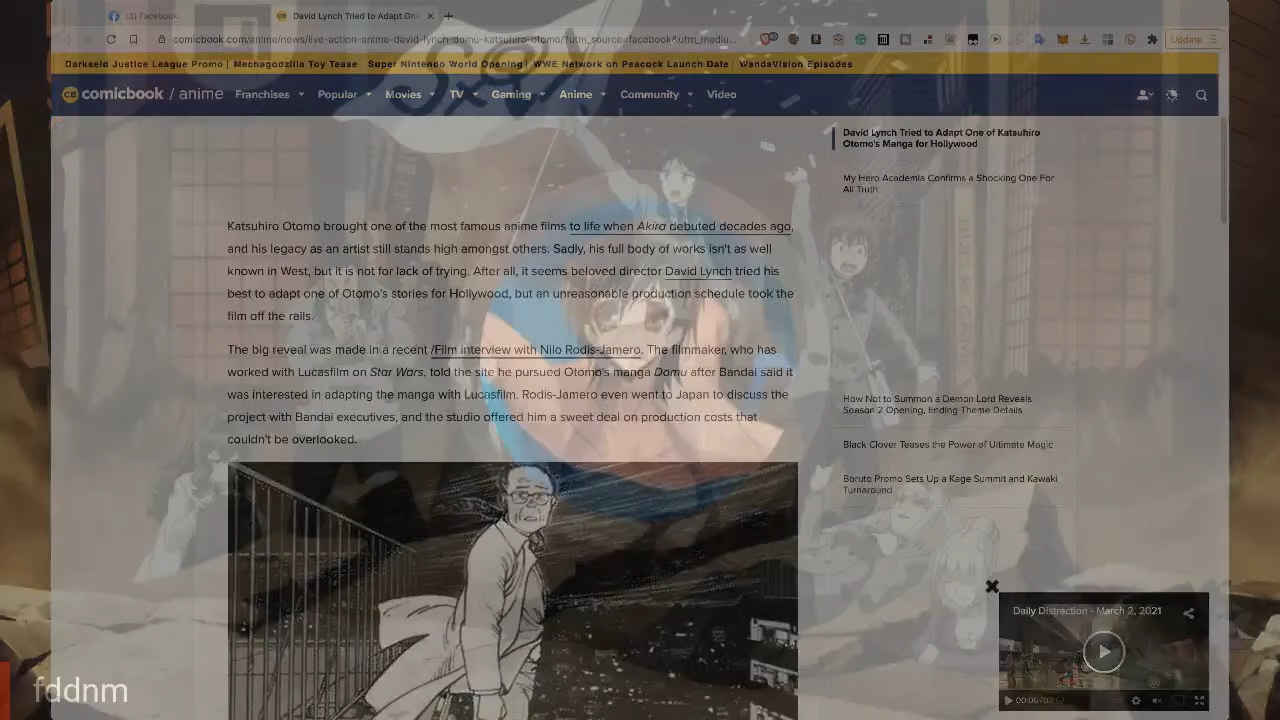 (3) Facebook
David Lynch Tried to Adapt On
comicbook.com/anime/news/live-action-anime-david-lynch-domu-katsuhiro-otomo/?utm_source=facebook&utm_mediu...
Update
Darkseid Justice League Promo | Mechagodzilla Toy Tease | Super Nintendo World Opening | WWE Network on Peacock Launch Date | WandaVision Episodes
CB comicbook / anime Franchises Popular Movies TV Gaming Anime Community Video
David Lynch Tried to Adapt One of Katsuhiro
Otomo's Manga for Hollywood
My Hero Academia Confirms a Shocking One For
All Truth
Katsuhiro Otomo brought one of the most famous anime films to life when Akira debuted decades ago,
and his legacy as an artist still stands high amongst others. Sadly, his full body of works isn't as well
known in West, but it is not for lack of trying. After all, it seems beloved director David Lynch tried his
best to adapt one of Otomo's stories for Hollywood, but an unreasonable production schedule took the
film off the rails.
The big reveal was made in a recent /Film interview with Nilo Rodis-Jamero. The filmmaker, who has
worked with Lucasfilm on Star Wars, told the site he pursued Otomo's manga Domu after Bandai said it
was interested in adapting the manga with Lucasfilm. Rodis-Jamero even went to Japan to discuss the
project with Bandai executives, and the studio offered him a sweet deal on production costs that
couldn't be overlooked.
How Not to Summon a Demon Lord Reveals
Season 2 Opening, Ending Theme Details
Black Clover Teases the Power of Ultimate Magic
Boruto Promo Sets Up a Kage Summit and Kawaki
Turnaround
Daily Distraction - March 2, 2021
fddnm